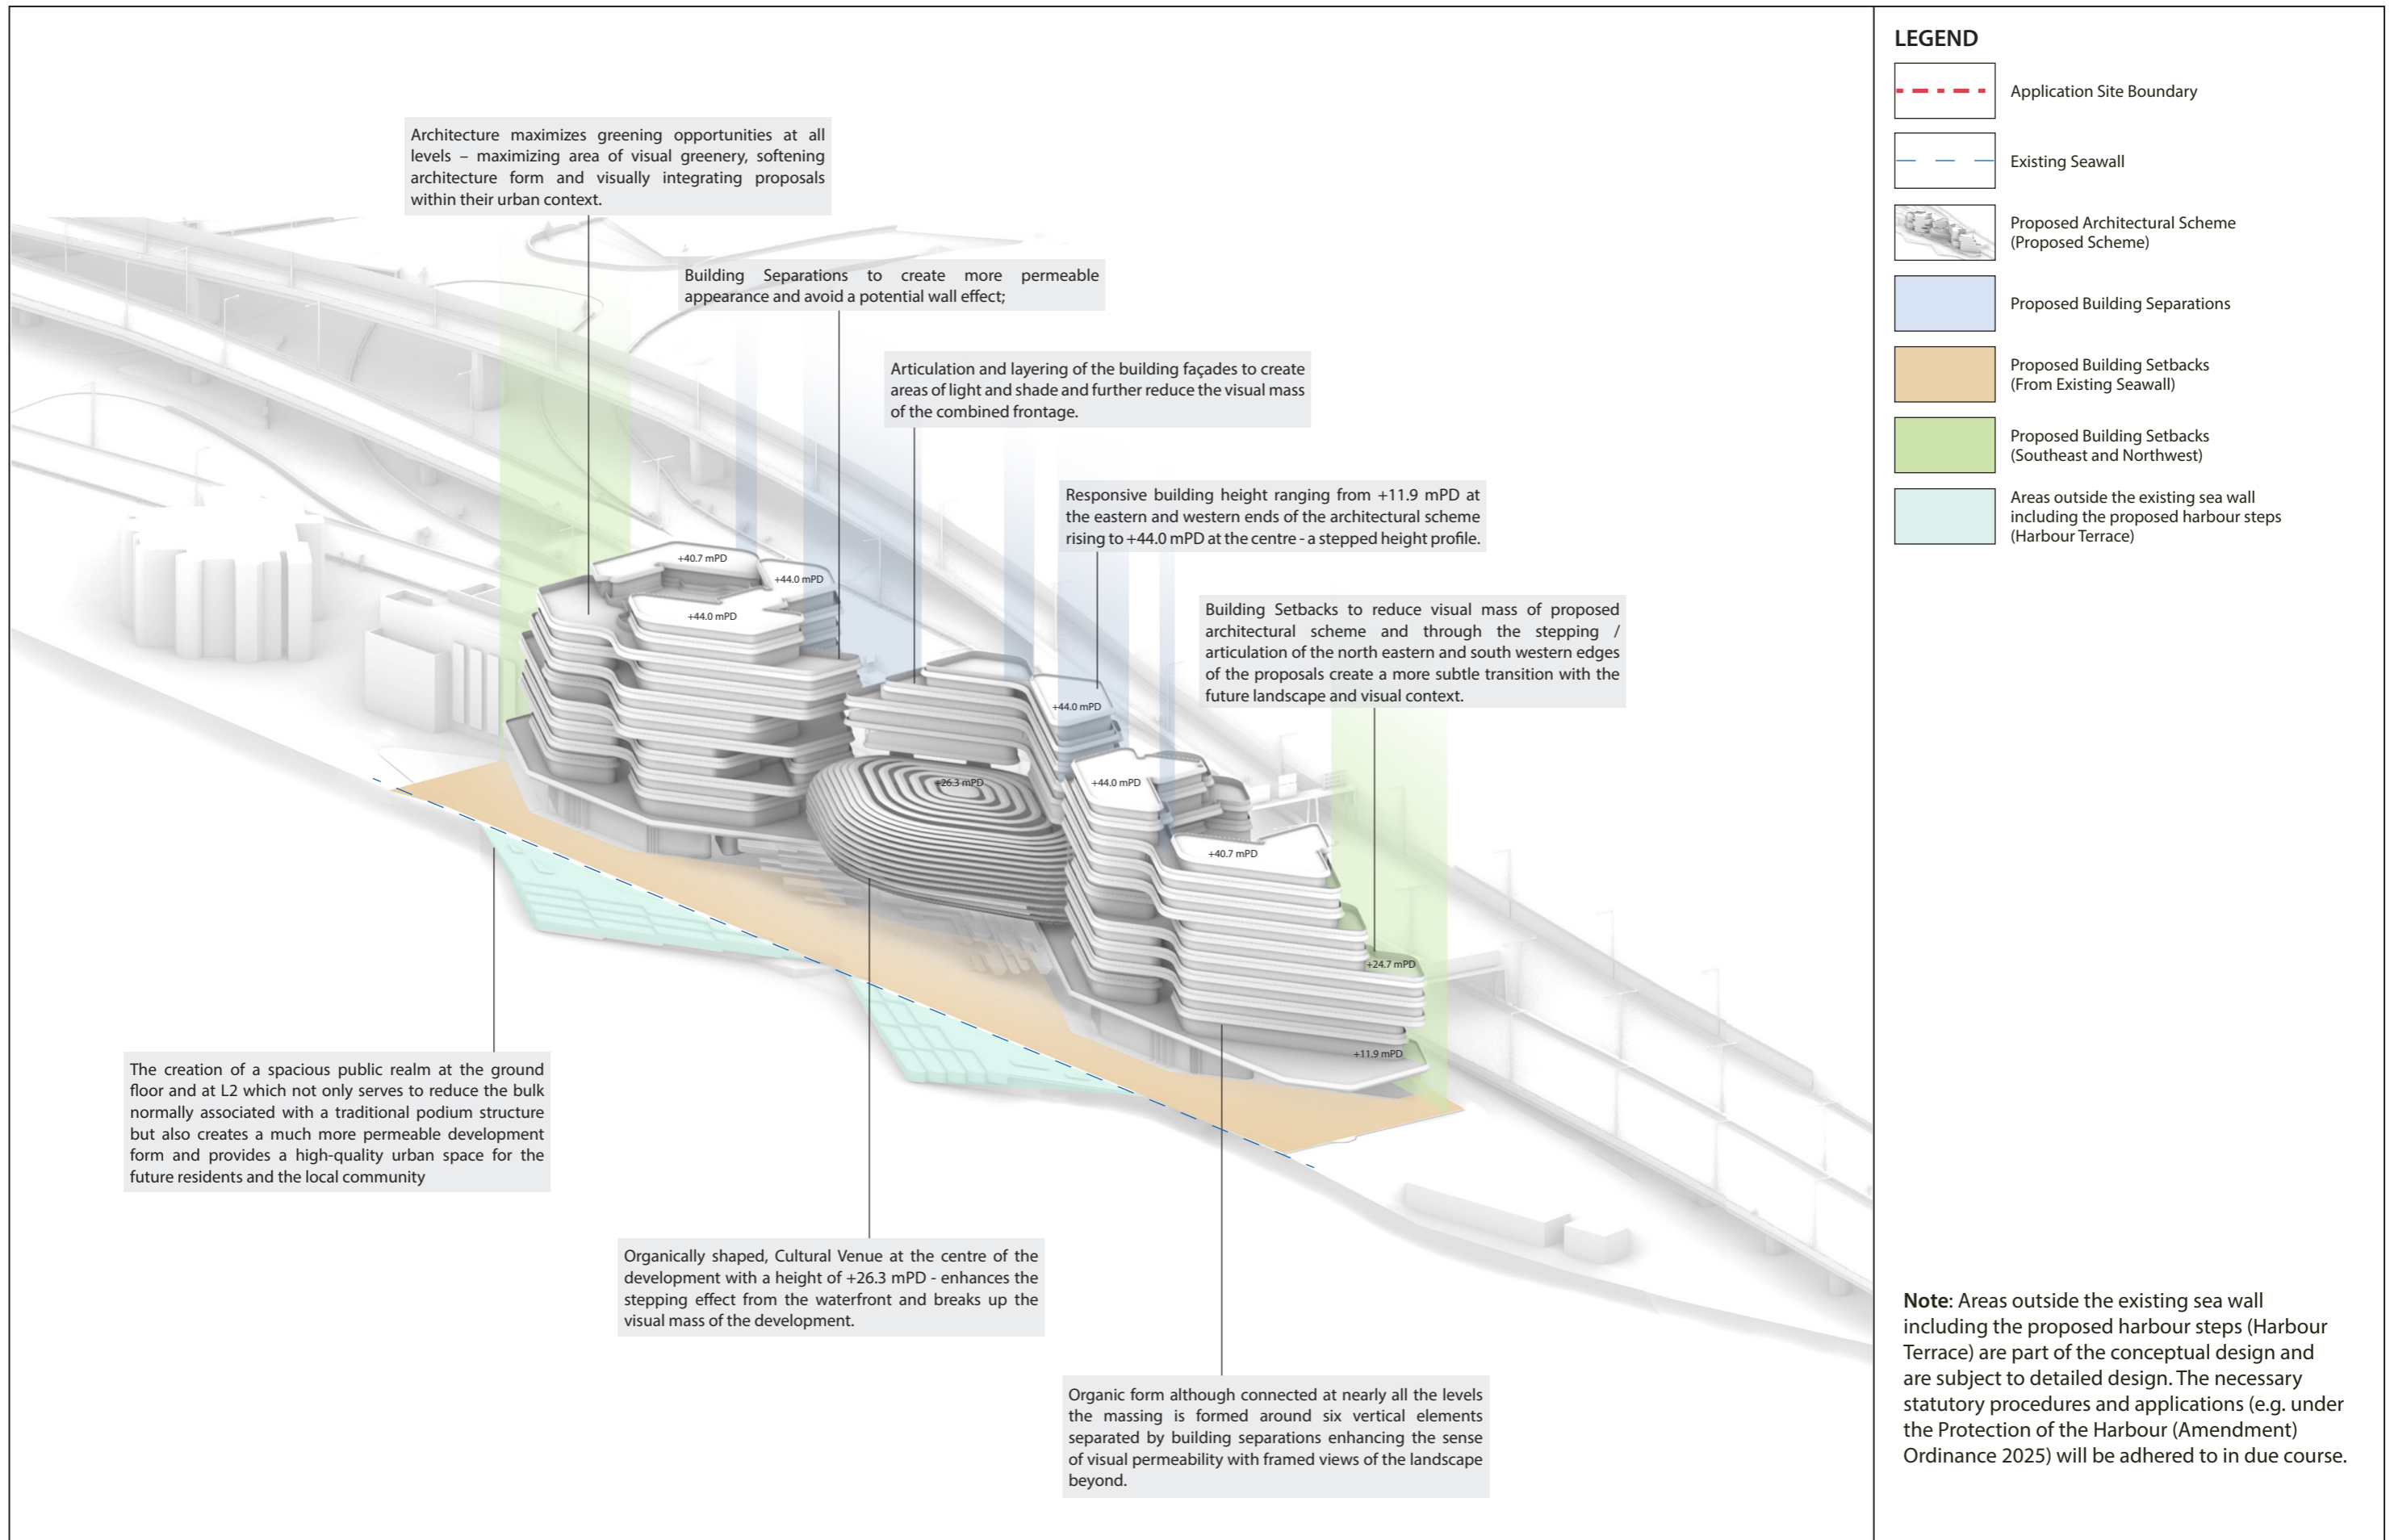 Architecture maximizes greening opportunities at all
levels – maximizing area of visual greenery, softening
architecture form and visually integrating proposals
within their urban context.
Building Separations to create more permeable
appearance and avoid a potential wall effect;
Articulation and layering of the building façades to create
areas of light and shade and further reduce the visual mass
of the combined frontage.
Responsive building height ranging from +11.9 mPD at
the eastern and western ends of the architectural scheme
rising to +44.0 mPD at the centre - a stepped height profile.
Building Setbacks to reduce visual mass of proposed
architectural scheme and through the stepping /
articulation of the north eastern and south western edges
of the proposals create a more subtle transition with the
future landscape and visual context.
+40.7 mPD
+44.0 mPD
+44.0 mPD
+44.0 mPD
+26.3 mPD
+44.0 mPD
+40.7 mPD
+24.7 mPD
+11.9 mPD
The creation of a spacious public realm at the ground
floor and at L2 which not only serves to reduce the bulk
normally associated with a traditional podium structure
but also creates a much more permeable development
form and provides a high-quality urban space for the
future residents and the local community
Organically shaped, Cultural Venue at the centre of the
development with a height of +26.3 mPD - enhances the
stepping effect from the waterfront and breaks up the
visual mass of the development.
Organic form although connected at nearly all the levels
the massing is formed around six vertical elements
separated by building separations enhancing the sense
of visual permeability with framed views of the landscape
beyond.
LEGEND
Application Site Boundary
Existing Seawall
Proposed Architectural Scheme
(Proposed Scheme)
Proposed Building Separations
Proposed Building Setbacks
(From Existing Seawall)
Proposed Building Setbacks
(Southeast and Northwest)
Areas outside the existing sea wall
including the proposed harbour steps
(Harbour Terrace)
Note: Areas outside the existing sea wall
including the proposed harbour steps (Harbour
Terrace) are part of the conceptual design and
are subject to detailed design. The necessary
statutory procedures and applications (e.g. under
the Protection of the Harbour (Amendment)
Ordinance 2025) will be adhered to in due course.